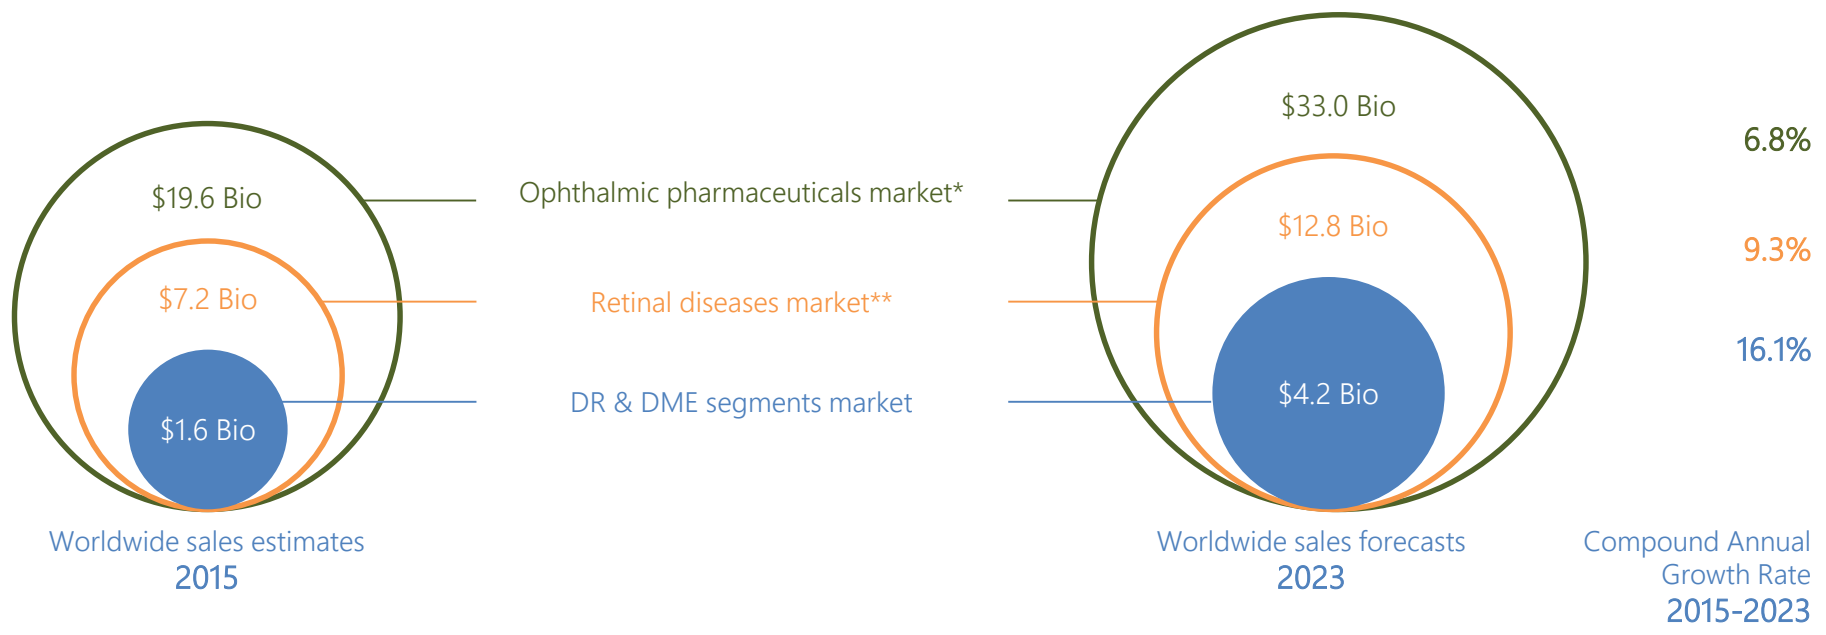 $19.6 Bio
$7.2 Bio
$1.6 Bio
Worldwide sales estimates
2015
Ophthalmic pharmaceuticals market*
Retinal diseases market**
DR & DME segments market
$33.0 Bio
$12.8 Bio
$4.2 Bio
Worldwide sales forecasts
2023
6.8%
9.3%
16.1%
Compound Annual
Growth Rate
2015-2023